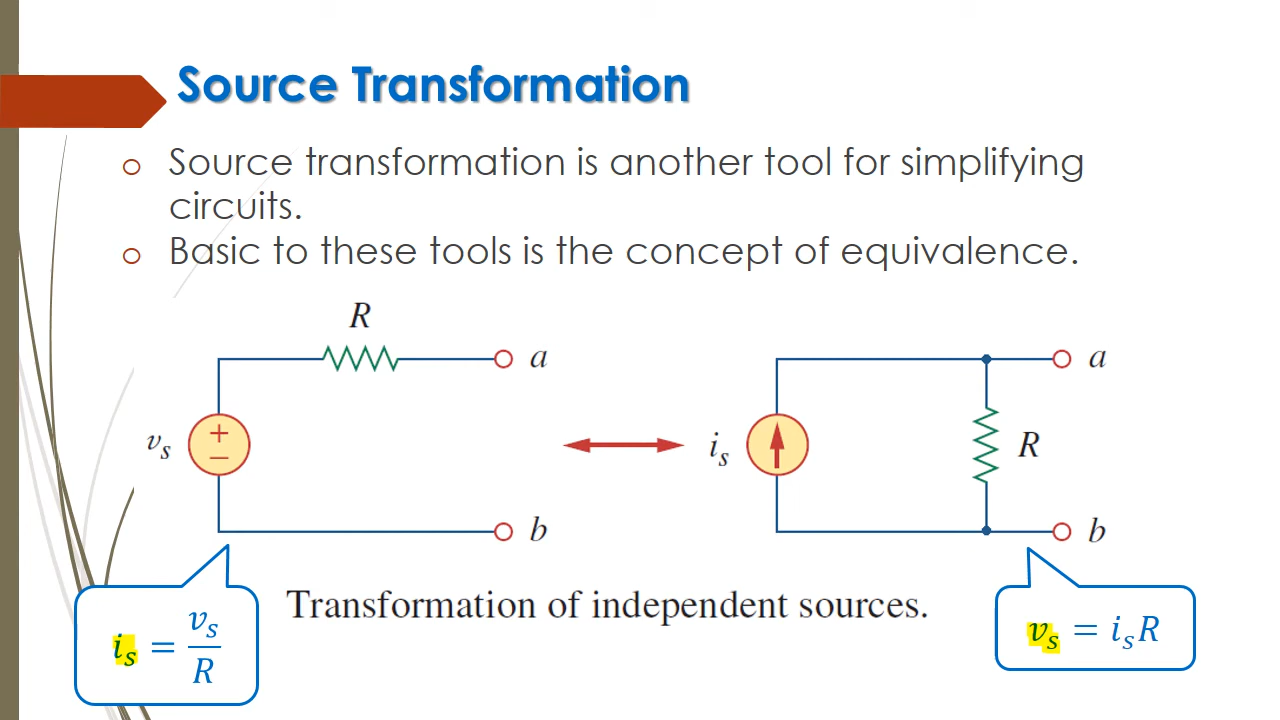 Source Transformation
o Source transformation is another tool for simplifying
circuits.
o Basic to these tools is the concept of equivalence.
R
a
a
v_s
+
−
i_s
R
b
b
Transformation of independent sources.
i_s = v_s / R
v_s = i_s R